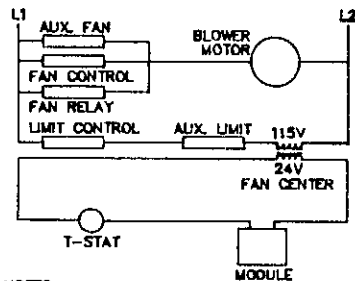 L1 L2
AUX. FAN
BLOWER
MOTOR
FAN CONTROL
FAN RELAY
LIMIT CONTROL AUX. LIMIT 115V
24V
FAN CENTER
T-STAT
MODULE